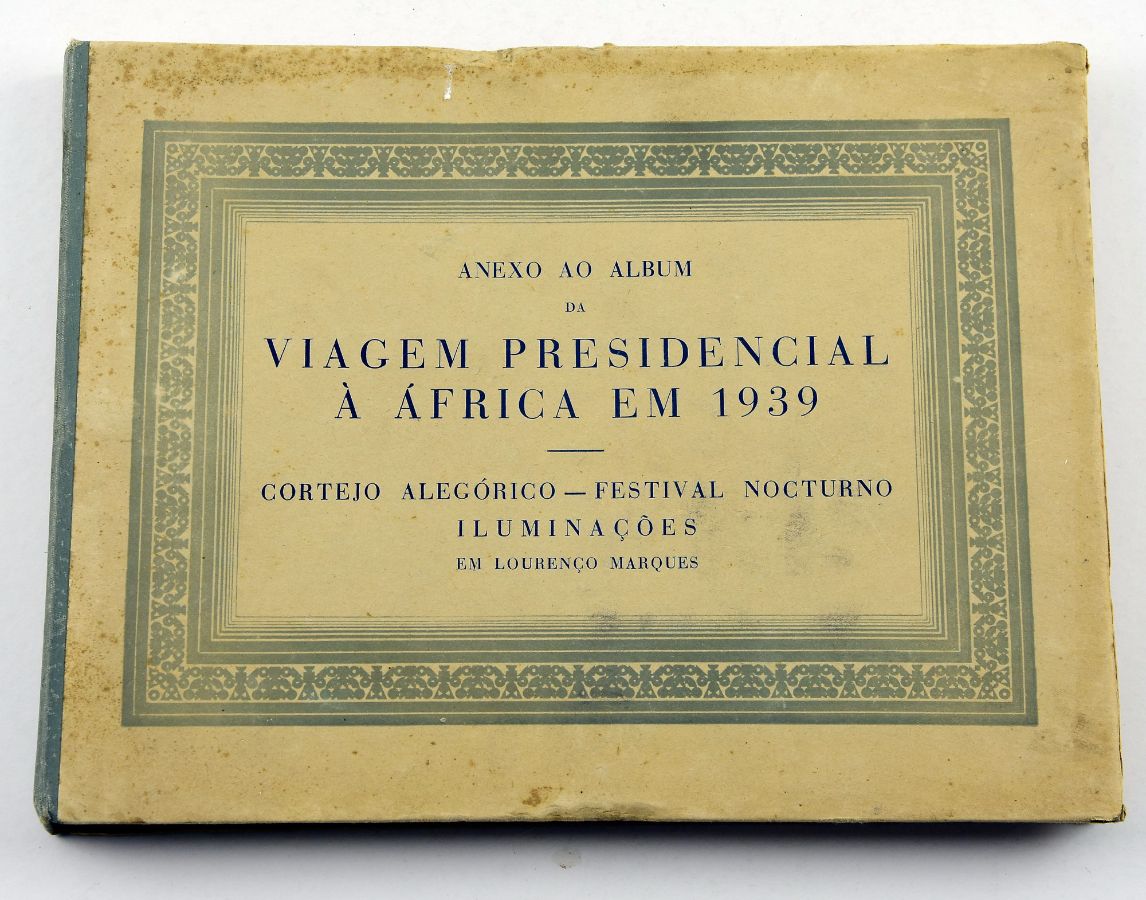 ANEXO AO ALBUM
DA
VIAGEM PRESIDENCIAL
À ÁFRICA EM 1939
CORTEJO ALEGÓRICO — FESTIVAL NOCTURNO
ILUMINAÇÕES
EM LOURENÇO MARQUES